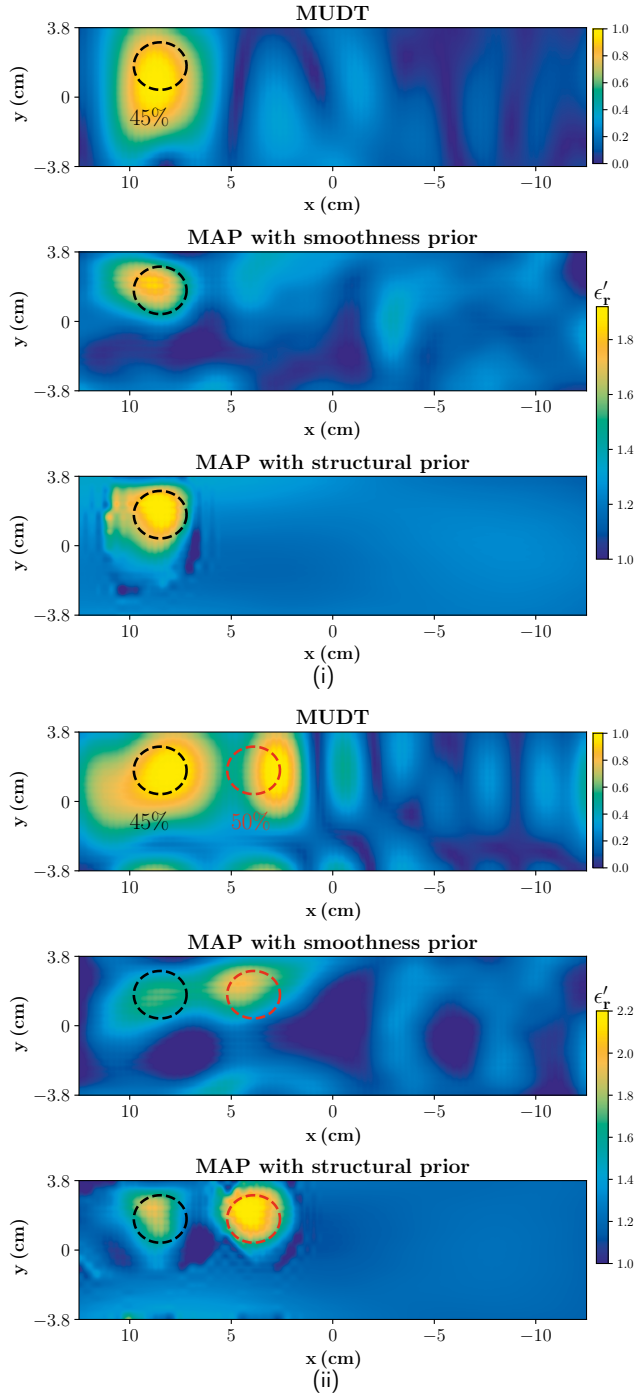 MUDT
3.8
0
−3.8
y (cm)
45%
10 5 0 −5 −10
x (cm)
1.0
0.8
0.6
0.4
0.2
0.0
MAP with smoothness prior
3.8
0
−3.8
y (cm)
10 5 0 −5 −10
x (cm)
ϵ′r
1.8
1.6
1.4
1.2
1.0
MAP with structural prior
3.8
0
−3.8
y (cm)
10 5 0 −5 −10
x (cm)
(i)
MUDT
3.8
0
−3.8
y (cm)
45% 50%
10 5 0 −5 −10
x (cm)
1.0
0.8
0.6
0.4
0.2
0.0
MAP with smoothness prior
3.8
0
−3.8
y (cm)
10 5 0 −5 −10
x (cm)
ϵ′r
2.2
2.0
1.8
1.6
1.4
1.2
1.0
MAP with structural prior
3.8
0
−3.8
y (cm)
10 5 0 −5 −10
x (cm)
(ii)